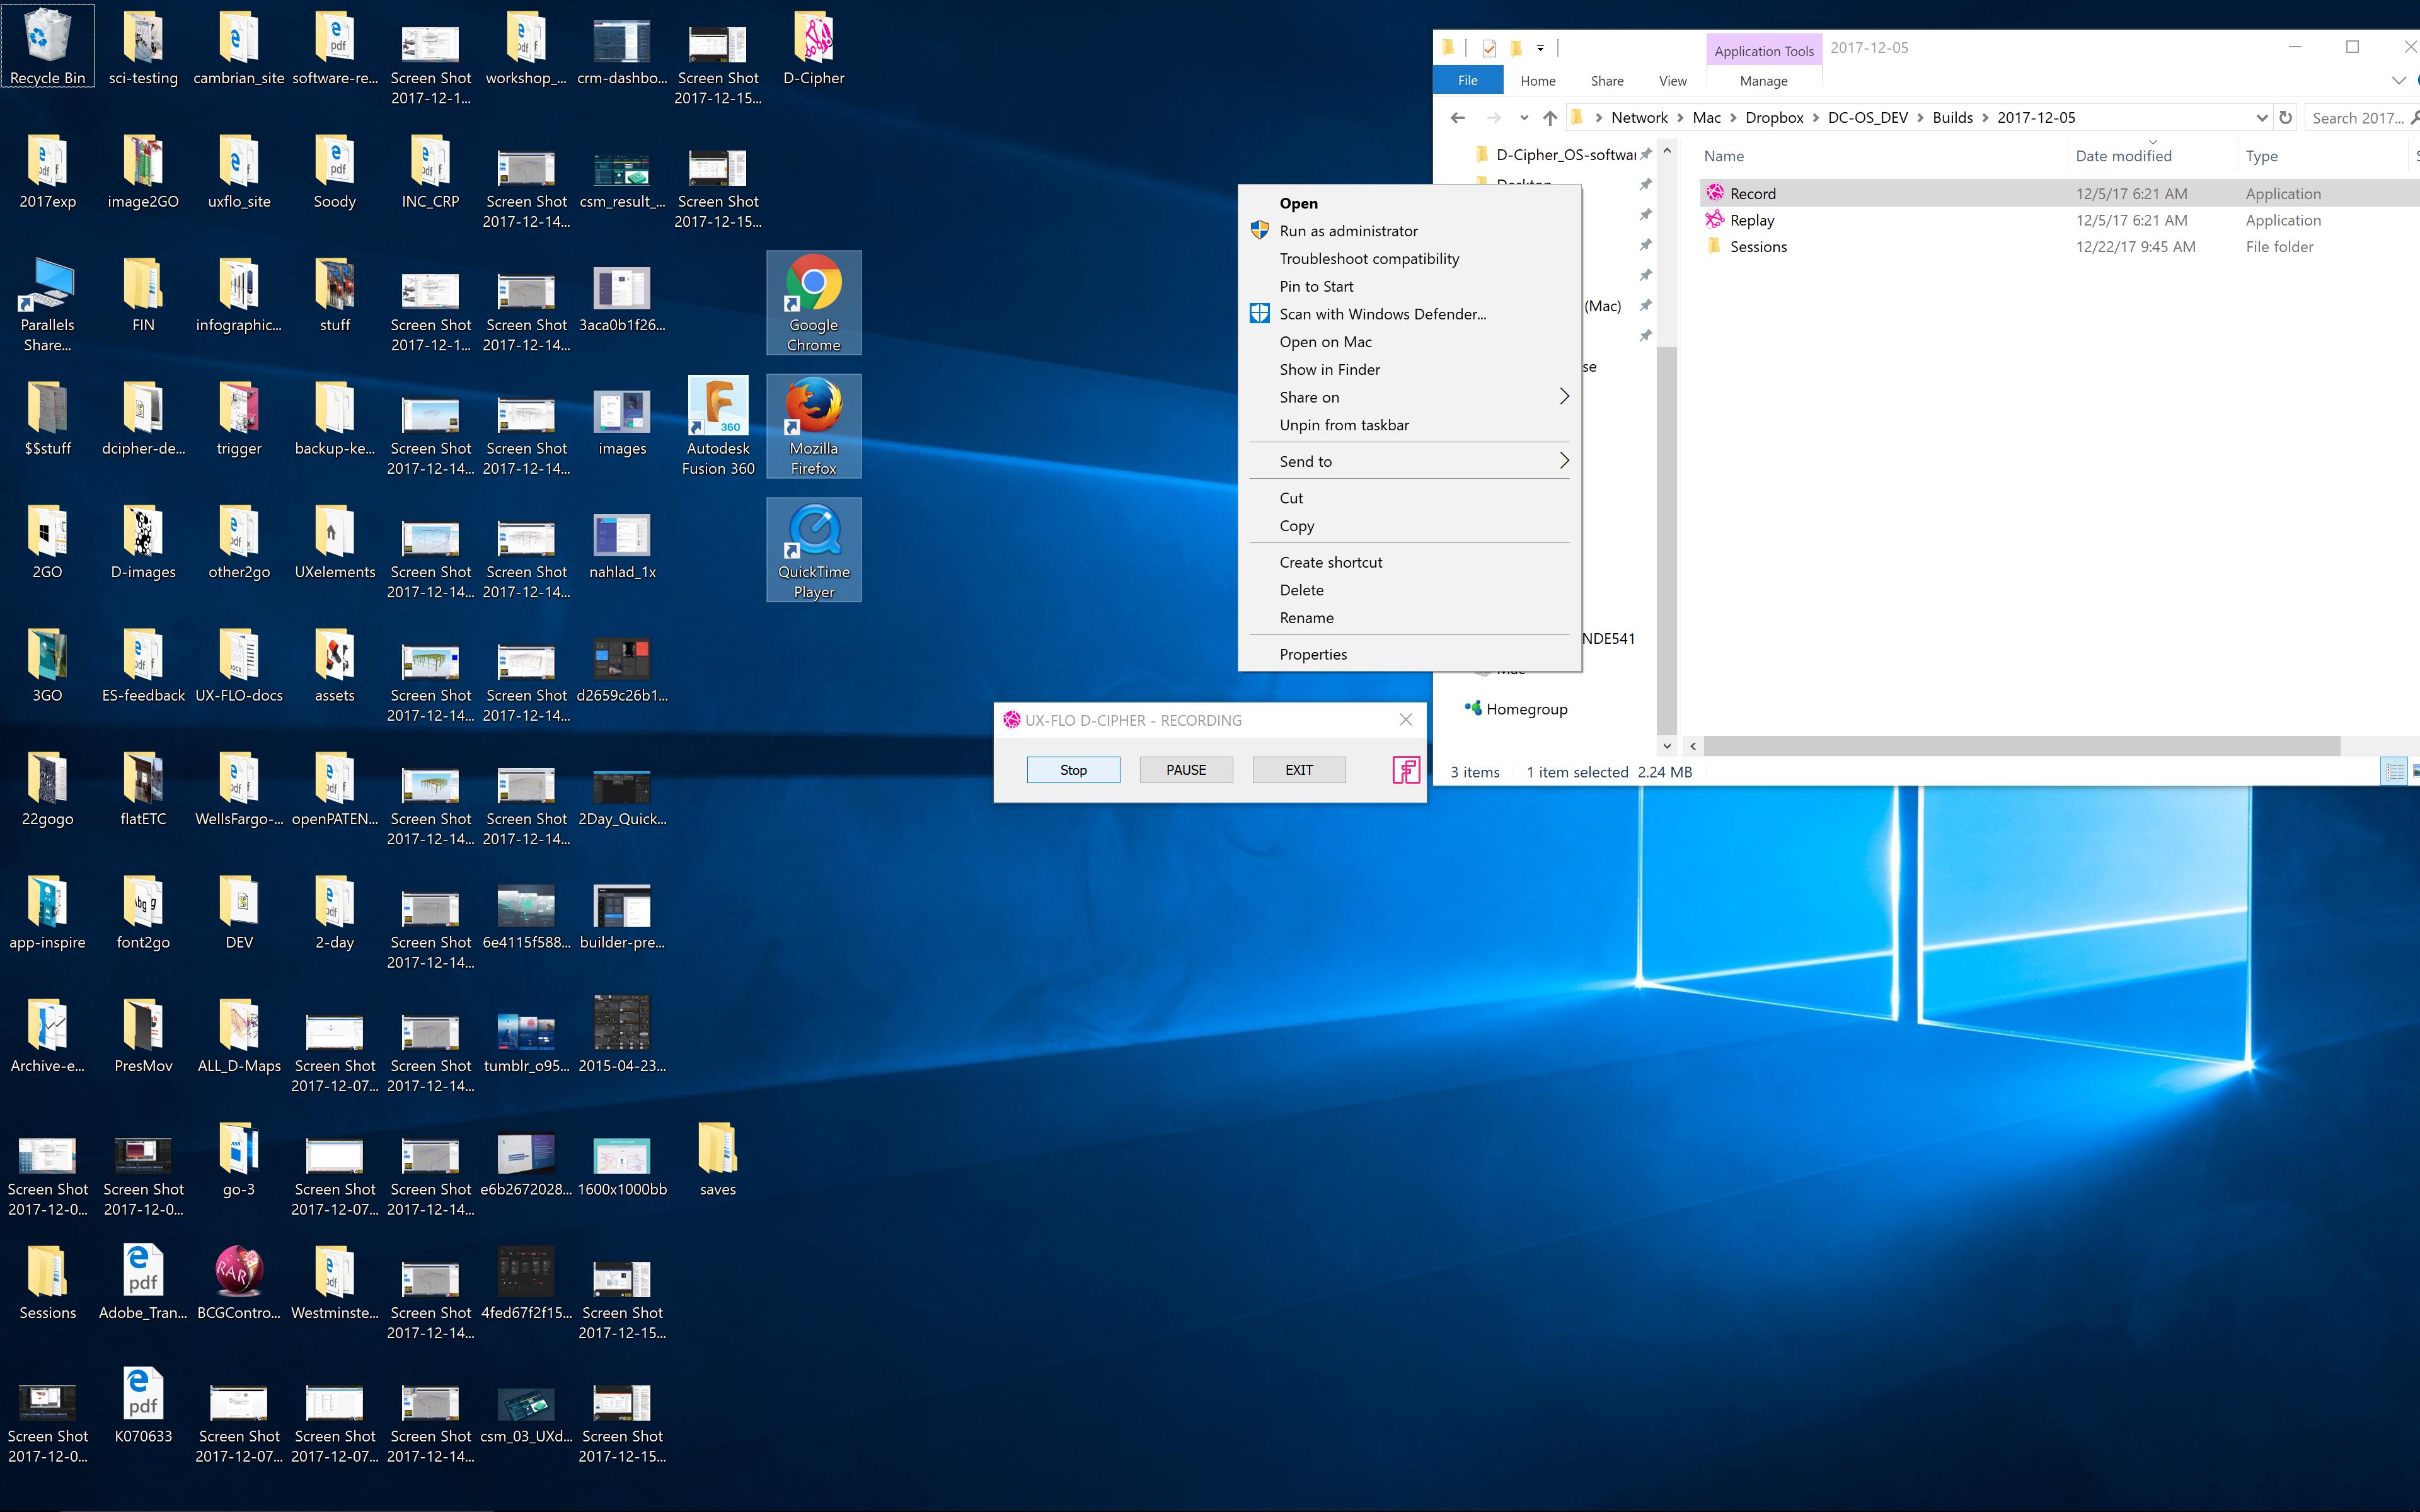 Recycle Bin
sci-testing
cambrian_site
software-re...
Screen Shot
2017-12-1...
workshop_...
crm-dashbo...
Screen Shot
2017-12-15...
D-Cipher
2017exp
image2GO
uxflo_site
Soody
INC_CRP
Screen Shot
2017-12-14...
csm_result_...
Screen Shot
2017-12-15...
Parallels
Share...
FIN
infographic...
stuff
Screen Shot
2017-12-1...
Screen Shot
2017-12-14...
3aca0b1f26...
Google
Chrome
$$stuff
dcipher-de...
trigger
backup-ke...
Screen Shot
2017-12-14...
Screen Shot
2017-12-14...
images
360
Autodesk
Fusion 360
Mozilla
Firefox
2GO
D-images
other2go
UXelements
Screen Shot
2017-12-14...
Screen Shot
2017-12-14...
nahlad_1x
QuickTime
Player
3GO
ES-feedback
UX-FLO-docs
assets
Screen Shot
2017-12-14...
Screen Shot
2017-12-14...
d2659c26b1...
22gogo
flatETC
WellsFargo-...
openPATEN...
Screen Shot
2017-12-14...
Screen Shot
2017-12-14...
2Day_Quick...
app-inspire
font2go
DEV
2-day
Screen Shot
2017-12-14...
6e4115f588...
builder-pre...
Archive-e...
PresMov
ALL_D-Maps
Screen Shot
2017-12-07...
Screen Shot
2017-12-14...
tumblr_o95...
2015-04-23...
Screen Shot
2017-12-0...
Screen Shot
2017-12-0...
go-3
Screen Shot
2017-12-07...
Screen Shot
2017-12-14...
e6b2672028...
1600x1000bb
saves
Sessions
pdf
Adobe_Tran...
RAR
BCGContro...
Westminste...
Screen Shot
2017-12-14...
4fed67f2f15...
Screen Shot
2017-12-15...
Screen Shot
2017-12-0...
pdf
K070633
Screen Shot
2017-12-07...
Screen Shot
2017-12-07...
Screen Shot
2017-12-14...
csm_03_UXd...
Screen Shot
2017-12-15...
Application Tools
2017-12-05
File
Home
Share
View
Manage
Network
Mac
Dropbox
DC-OS_DEV
Builds
2017-12-05
Search 2017...
D-Cipher_OS-softwa
Name
Date modified
Type
Record
12/5/17 6:21 AM
Application
Replay
12/5/17 6:21 AM
Application
Sessions
12/22/17 9:45 AM
File folder
(Mac)
se
NDE541
Homegroup
3 items
1 item selected 2.24 MB
Open
Run as administrator
Troubleshoot compatibility
Pin to Start
Scan with Windows Defender...
Open on Mac
Show in Finder
Share on
Unpin from taskbar
Send to
Cut
Copy
Create shortcut
Delete
Rename
Properties
UX-FLO D-CIPHER - RECORDING
Stop
PAUSE
EXIT